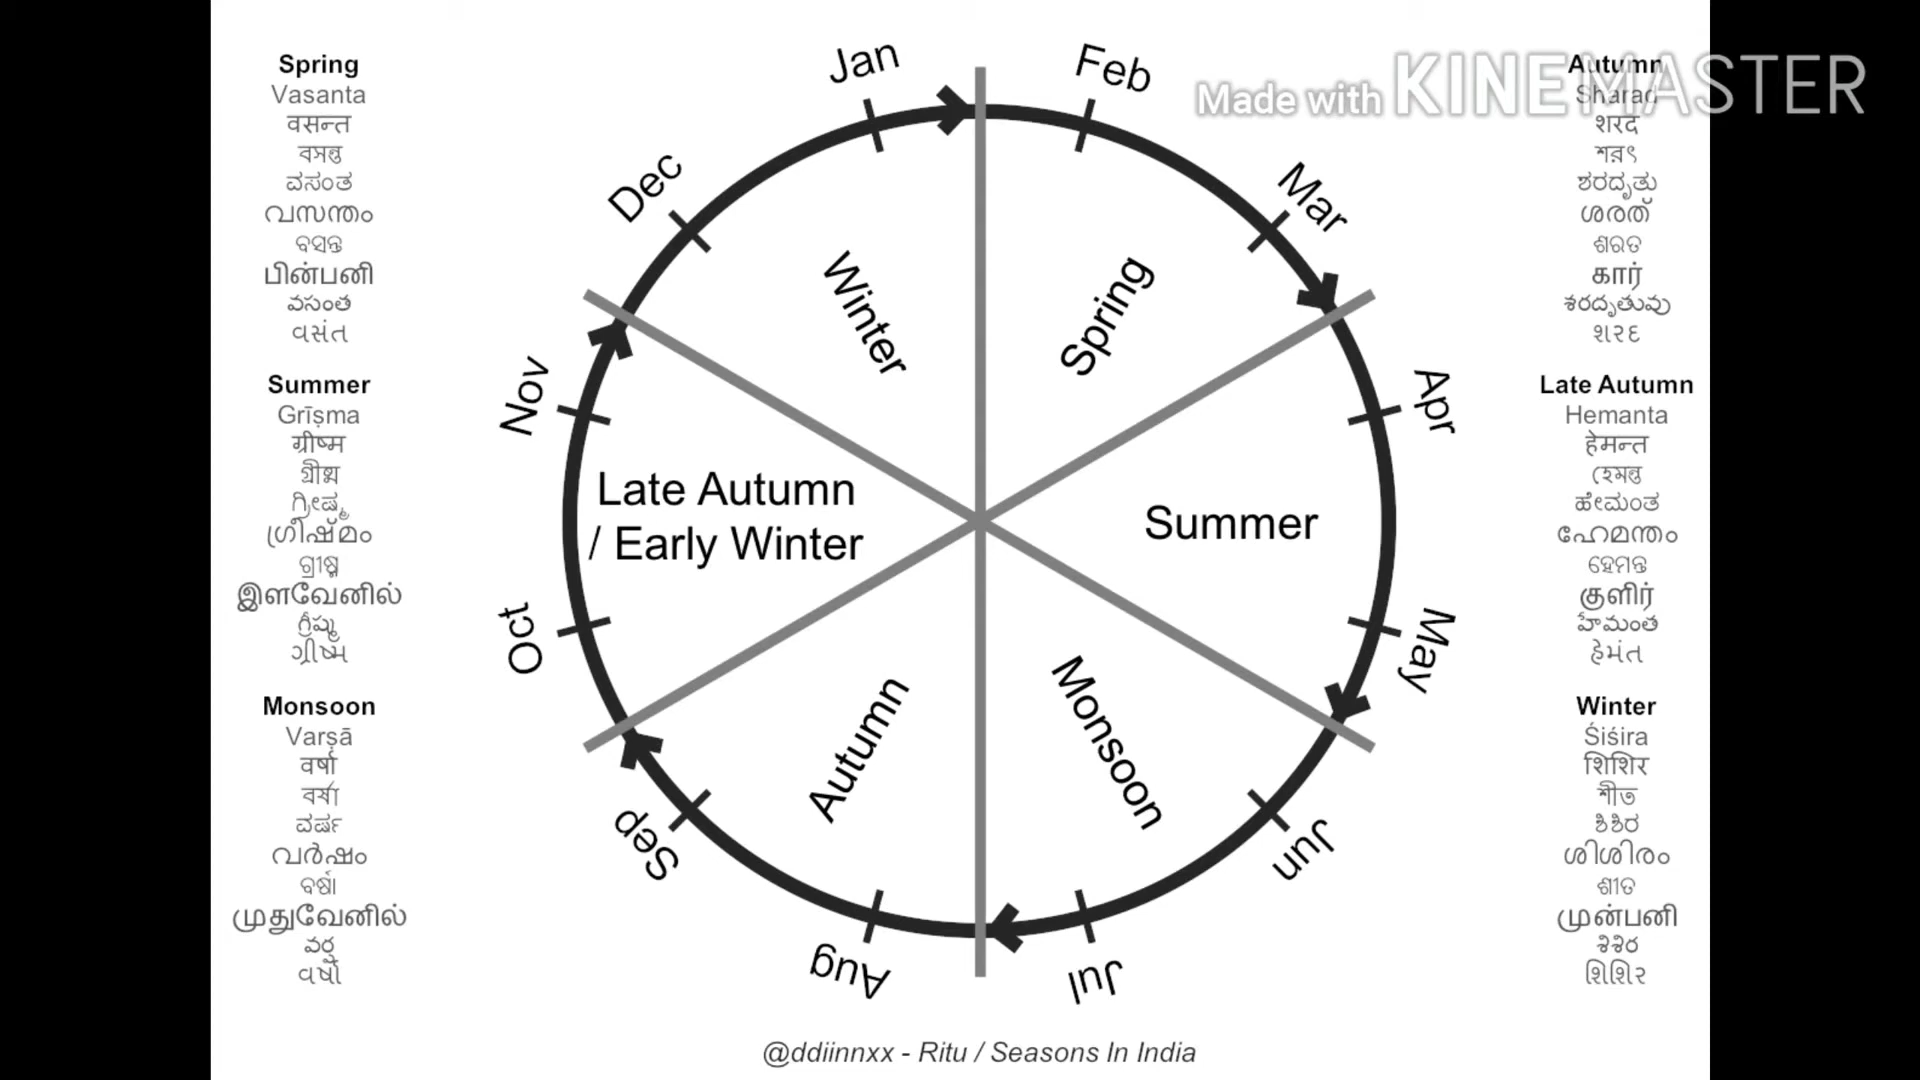 Spring
Vasanta
वसन्त
বসন্ত
ವಸಂತ
വസന്തം
ବସନ୍ତ
பின்பனி
వసంత
વસંત
Summer
Grīṣma
ग्रीष्म
গ্রীষ্ম
ಗ್ರೀಷ್ಮ
ഗ്രീഷ്മം
ଗ୍ରୀଷ୍ମ
இளவேனில்
గ్రీష్మ
ગ્રીષ્મ
Monsoon
Varṣā
वर्षा
বর্ষা
ವರ್ಷ
വർഷം
ବର୍ଷା
முதுவேனில்
వర్ష
વર્ષા
Jan
Feb
Mar
Apr
May
Jun
Jul
Aug
Sep
Oct
Nov
Dec
Winter
Spring
Summer
Monsoon
Autumn
Late Autumn
/ Early Winter
Made with KINEMASTER
Autumn
Sharad
शरद
শরৎ
ಶರದೃತು
ശരത്
ଶରତ
கார்
శరదృతువు
શરદ
Late Autumn
Hemanta
हेमन्त
হেমন্ত
ಹೇಮಂತ
ഹേമന്തം
ହେମନ୍ତ
குளிர்
హేమంత
હેમંત
Winter
Śiśira
शिशिर
শীত
ಶಿಶಿರ
ശിശിരം
ଶୀତ
முன்பனி
శిశిర
શિશિર
@ddiinnxx - Ritu / Seasons In India